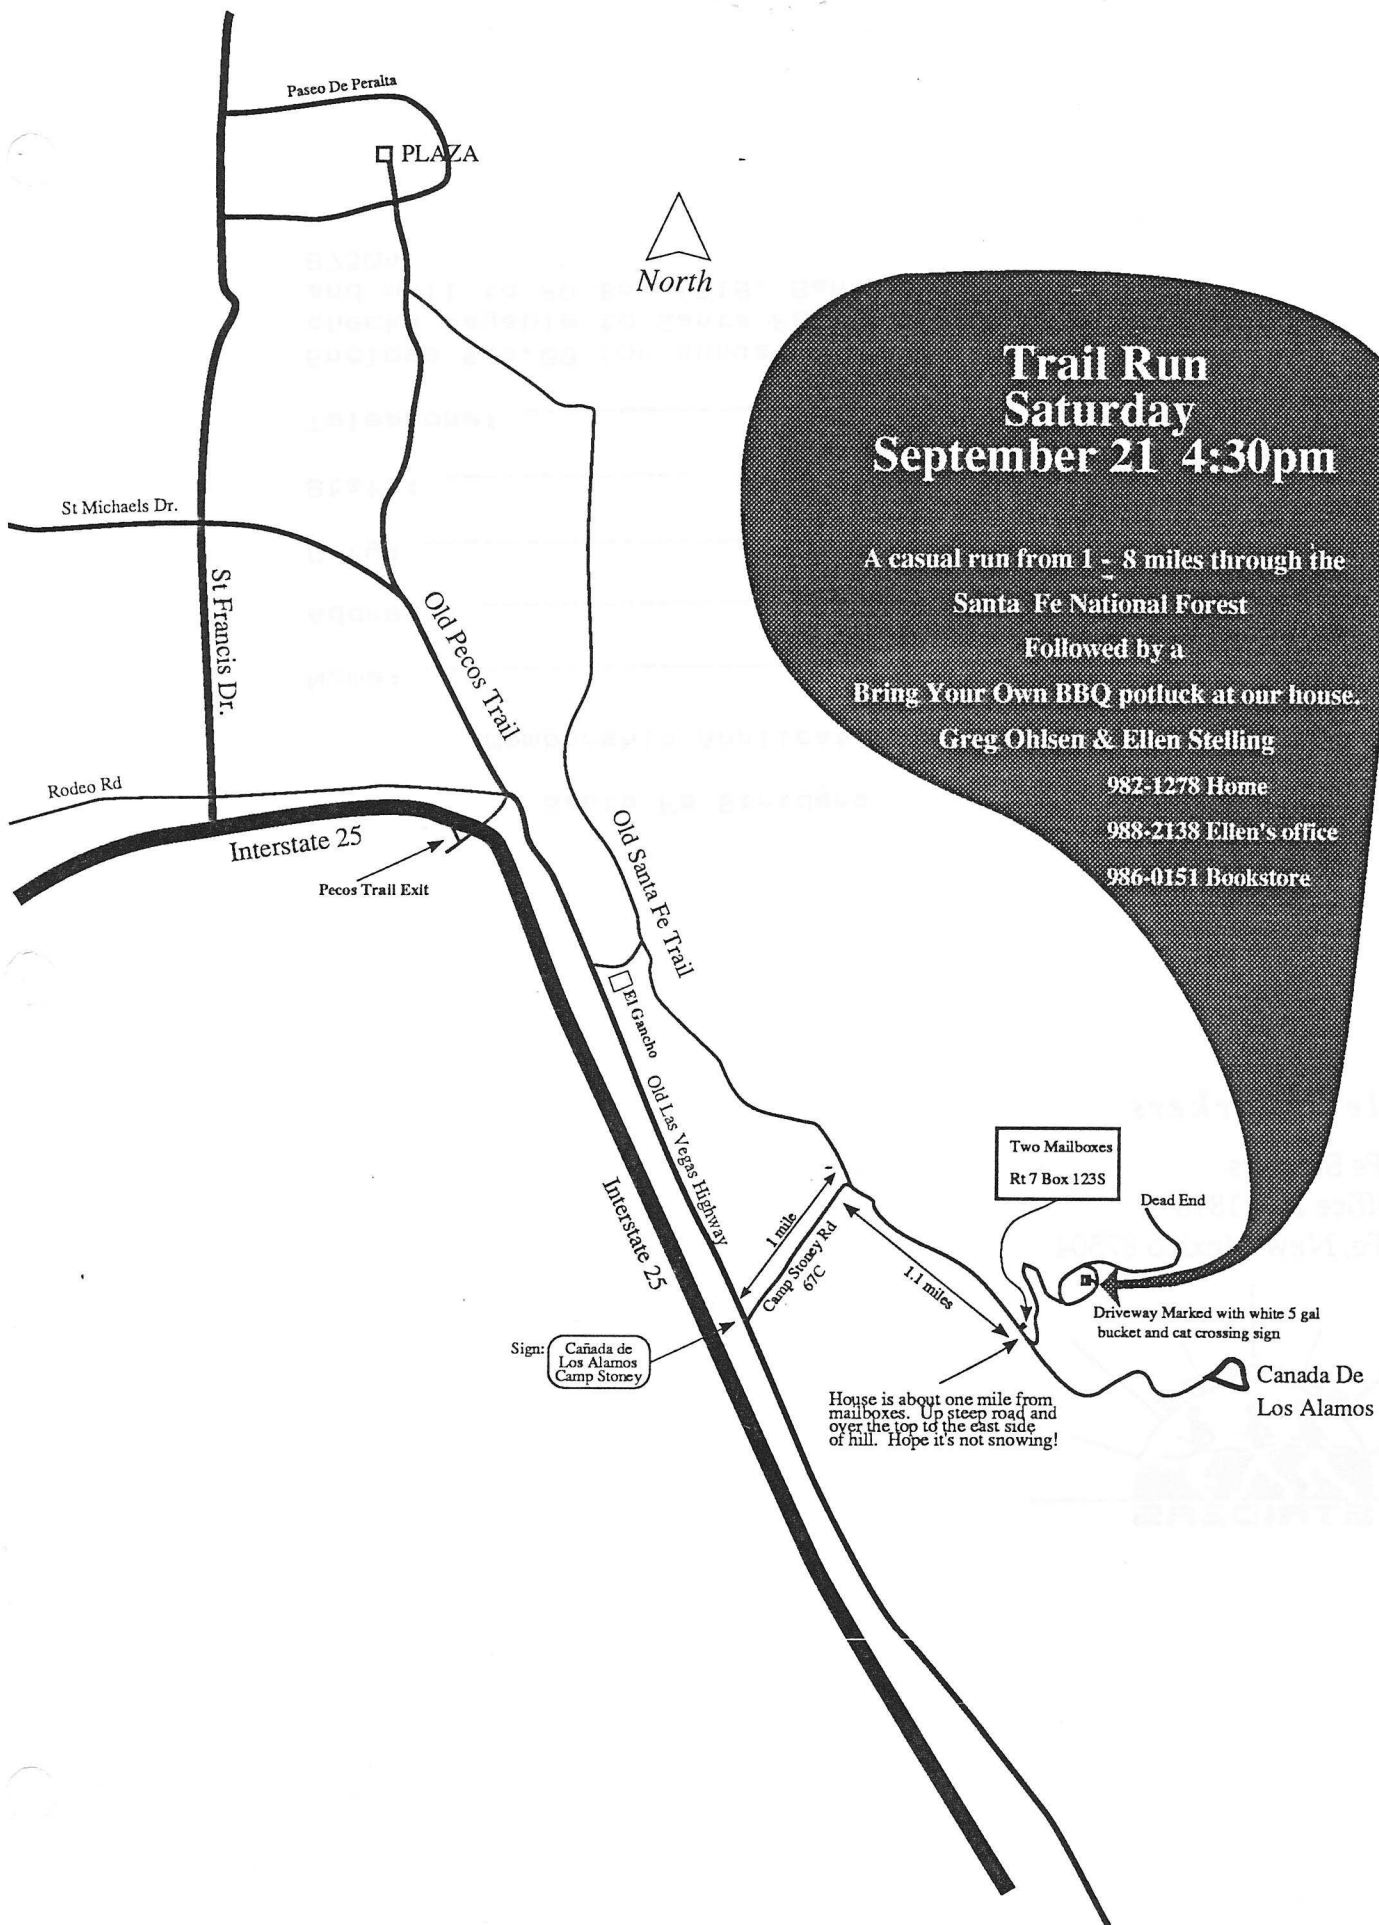 Paseo De Peralta
PLAZA
North
Trail Run
Saturday
September 21 4:30pm
A casual run from 1 - 8 miles through the
Santa Fe National Forest
Followed by a
Bring Your Own BBQ potluck at our house.
Greg Ohlsen & Ellen Stelling
982-1278 Home
988-2138 Ellen's office
986-0151 Bookstore
St Michaels Dr.
St Francis Dr.
Old Pecos Trail
Rodeo Rd
Interstate 25
Pecos Trail Exit
Old Santa Fe Trail
El Gancho
Old Las Vegas Highway
Interstate 25
1 mile
Camp Stoney Rd
67C
1.1 miles
Two Mailboxes
Rt 7 Box 123S
Dead End
Driveway Marked with white 5 gal
bucket and cat crossing sign
Sign:
Cañada de
Los Alamos
Camp Stoney
House is about one mile from
mailboxes. Up steep road and
over the top to the east side
of hill. Hope it's not snowing!
Canada De
Los Alamos